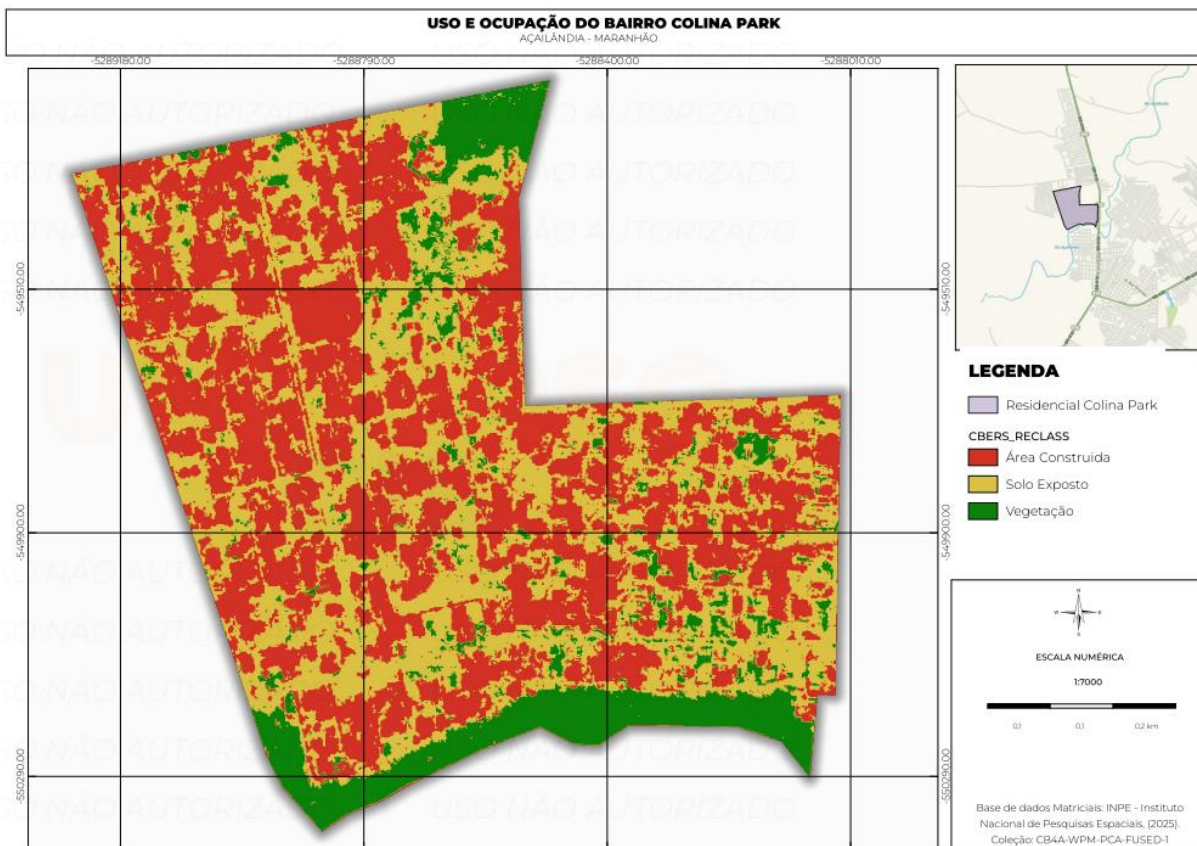 USO E OCUPAÇÃO DO BAIRRO COLINA PARK
AÇAILÂNDIA - MARANHÃO
-5289180.00
-5288790.00
-5288400.00
-5288010.00
-549510.00
-549510.00
-549900.00
-549900.00
-550290.00
-550290.00
USO NÃO AUTORIZADO
USO NÃO AUTORIZADO
LEGENDA
Residencial Colina Park
CBERS_RECLASS
Área Construida
Solo Exposto
Vegetação
N
W
E
S
ESCALA NUMÉRICA
1:7000
0,1
0,1
0,2 km
Base de dados Matriciais: INPE - Instituto
Nacional de Pesquisas Espaciais, (2025).
Coleção: CB4A-WPM-PCA-FUSED-1